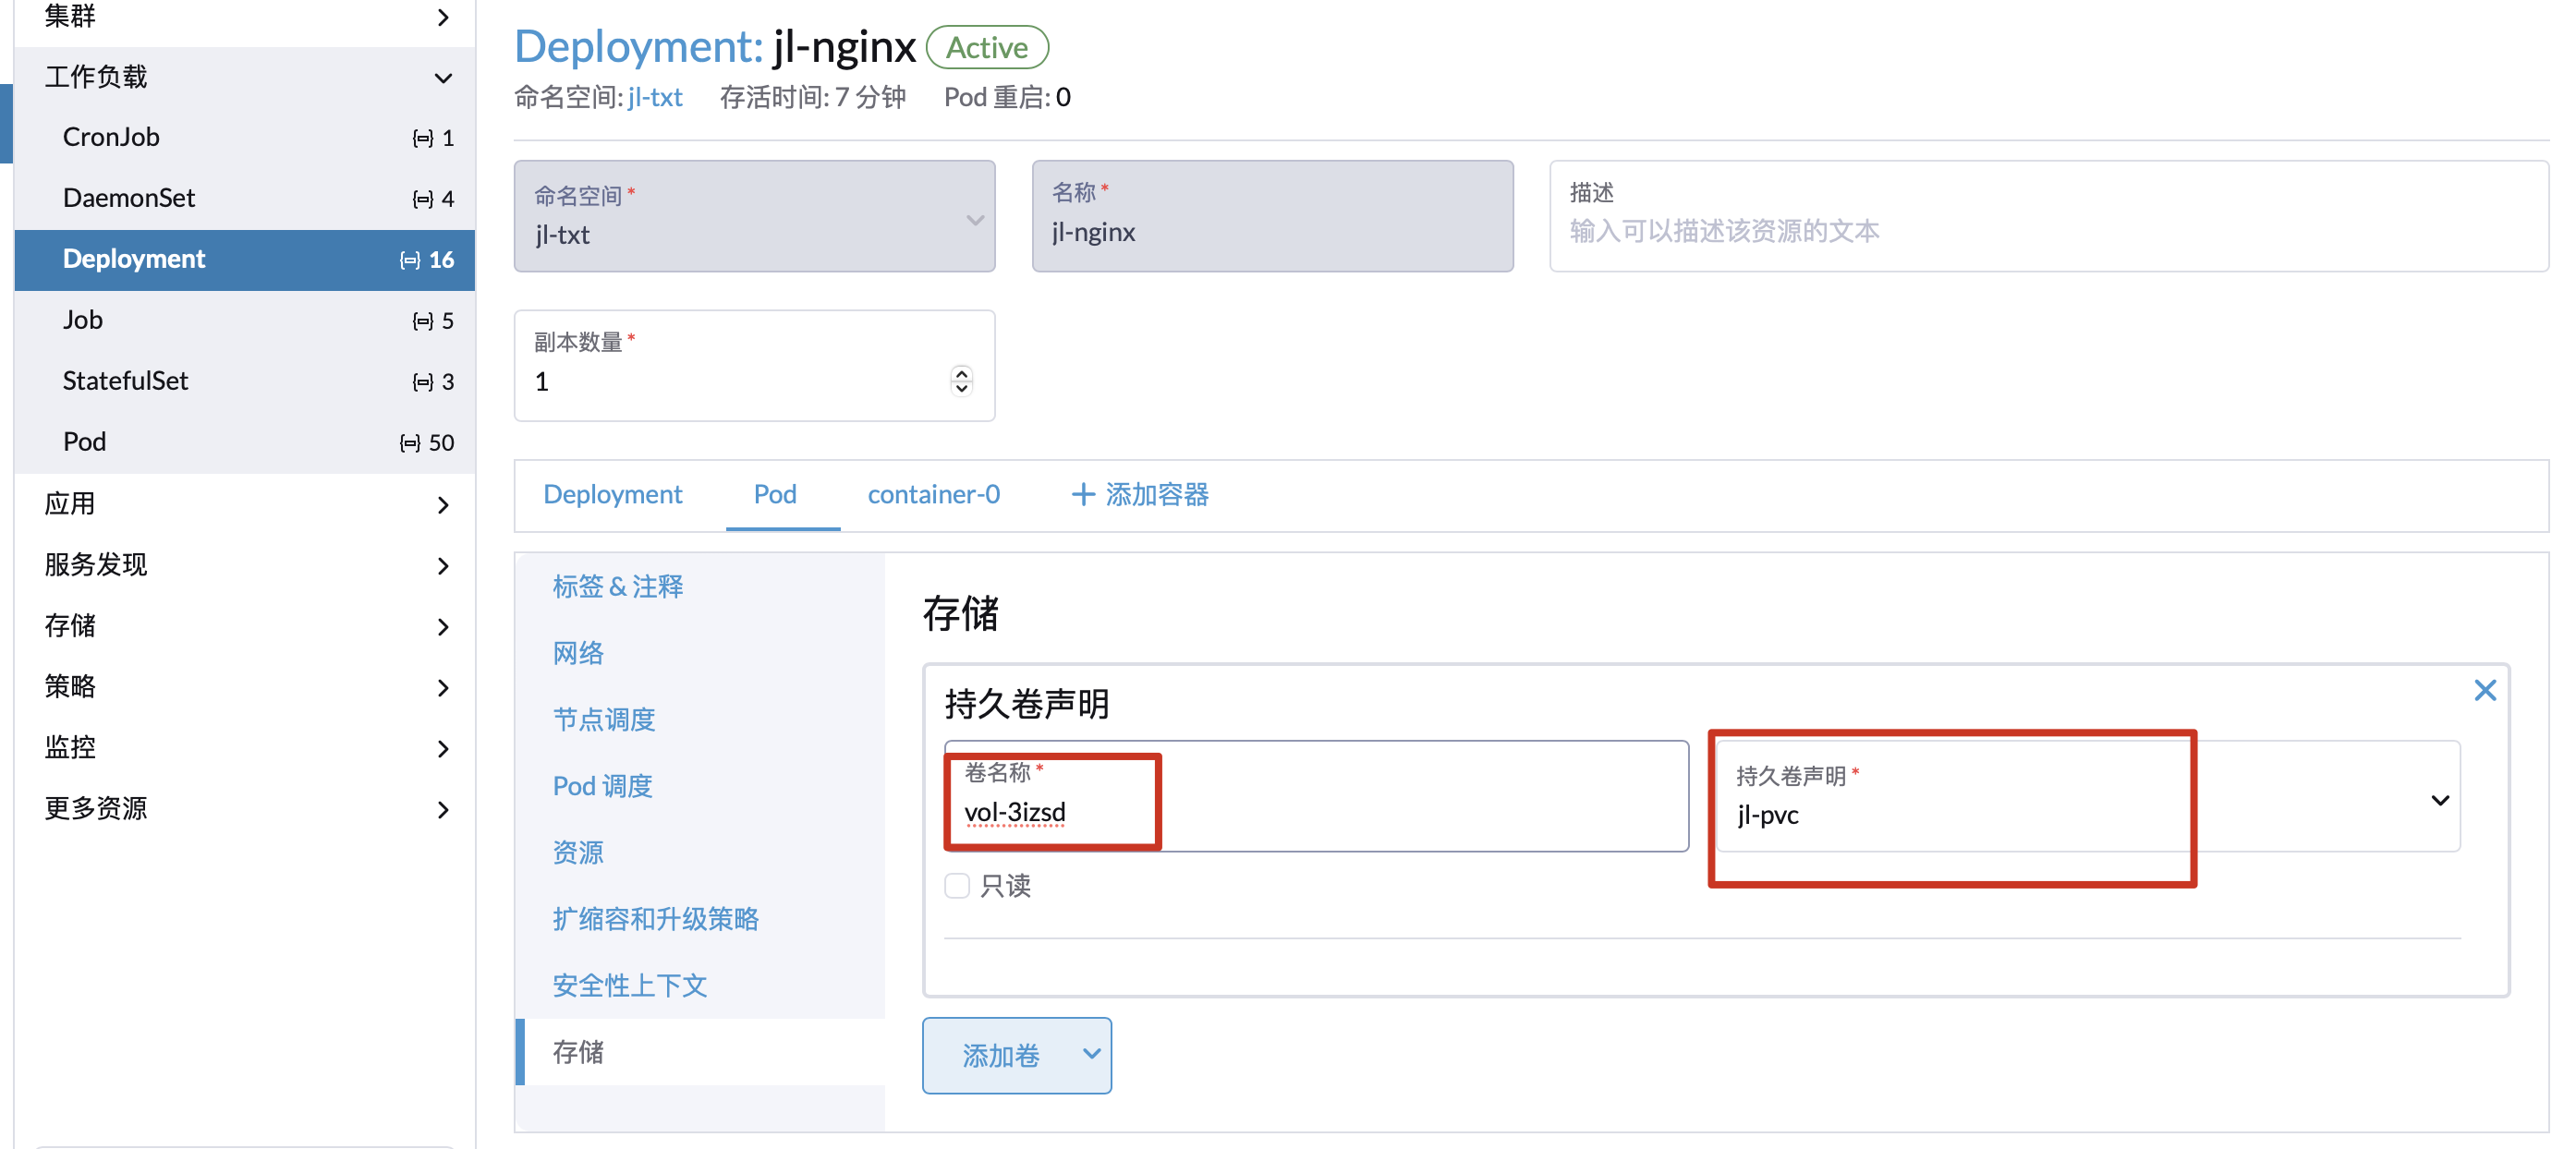 集群
工作负载
CronJob 1
DaemonSet 4
Deployment 16
Job 5
StatefulSet 3
Pod 50
应用
服务发现
存储
策略
监控
更多资源
Deployment: jl-nginx Active
命名空间: jl-txt 存活时间: 7 分钟 Pod 重启: 0
命名空间 *
jl-txt
名称 *
jl-nginx
描述
输入可以描述该资源的文本
副本数量 *
1
Deployment Pod container-0 + 添加容器
标签 & 注释
网络
节点调度
Pod 调度
资源
扩缩容和升级策略
安全性上下文
存储
存储
持久卷声明
卷名称 *
vol-3izsd
持久卷声明 *
jl-pvc
只读
添加卷